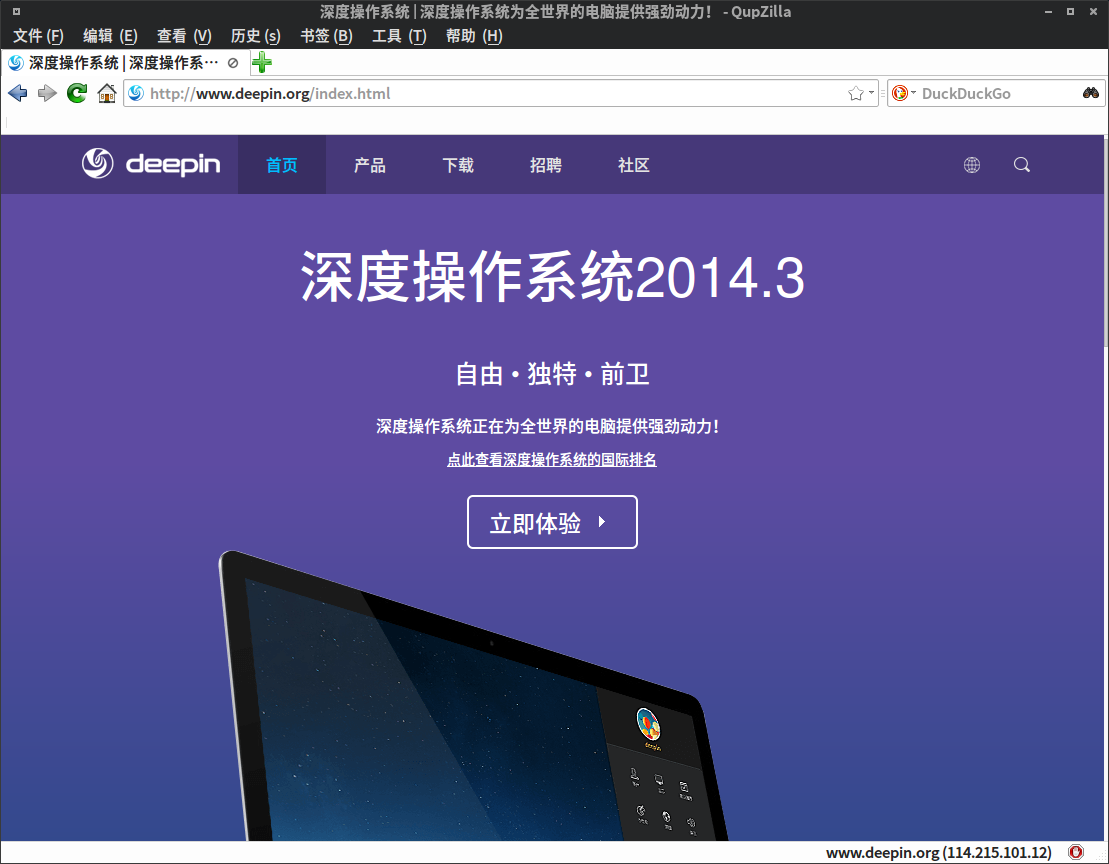 深度操作系统 | 深度操作系统为全世界的电脑提供强劲动力! - QupZilla
文件 (F) 编辑 (E) 查看 (V) 历史 (s) 书签 (B) 工具 (T) 帮助 (H)
深度操作系统 | 深度操作系…
http://www.deepin.org/index.html DuckDuckGo
deepin 首页 产品 下载 招聘 社区
深度操作系统2014.3
自由·独特·前卫
深度操作系统正在为全世界的电脑提供强劲动力!
点此查看深度操作系统的国际排名
立即体验
deepin
www.deepin.org (114.215.101.12)